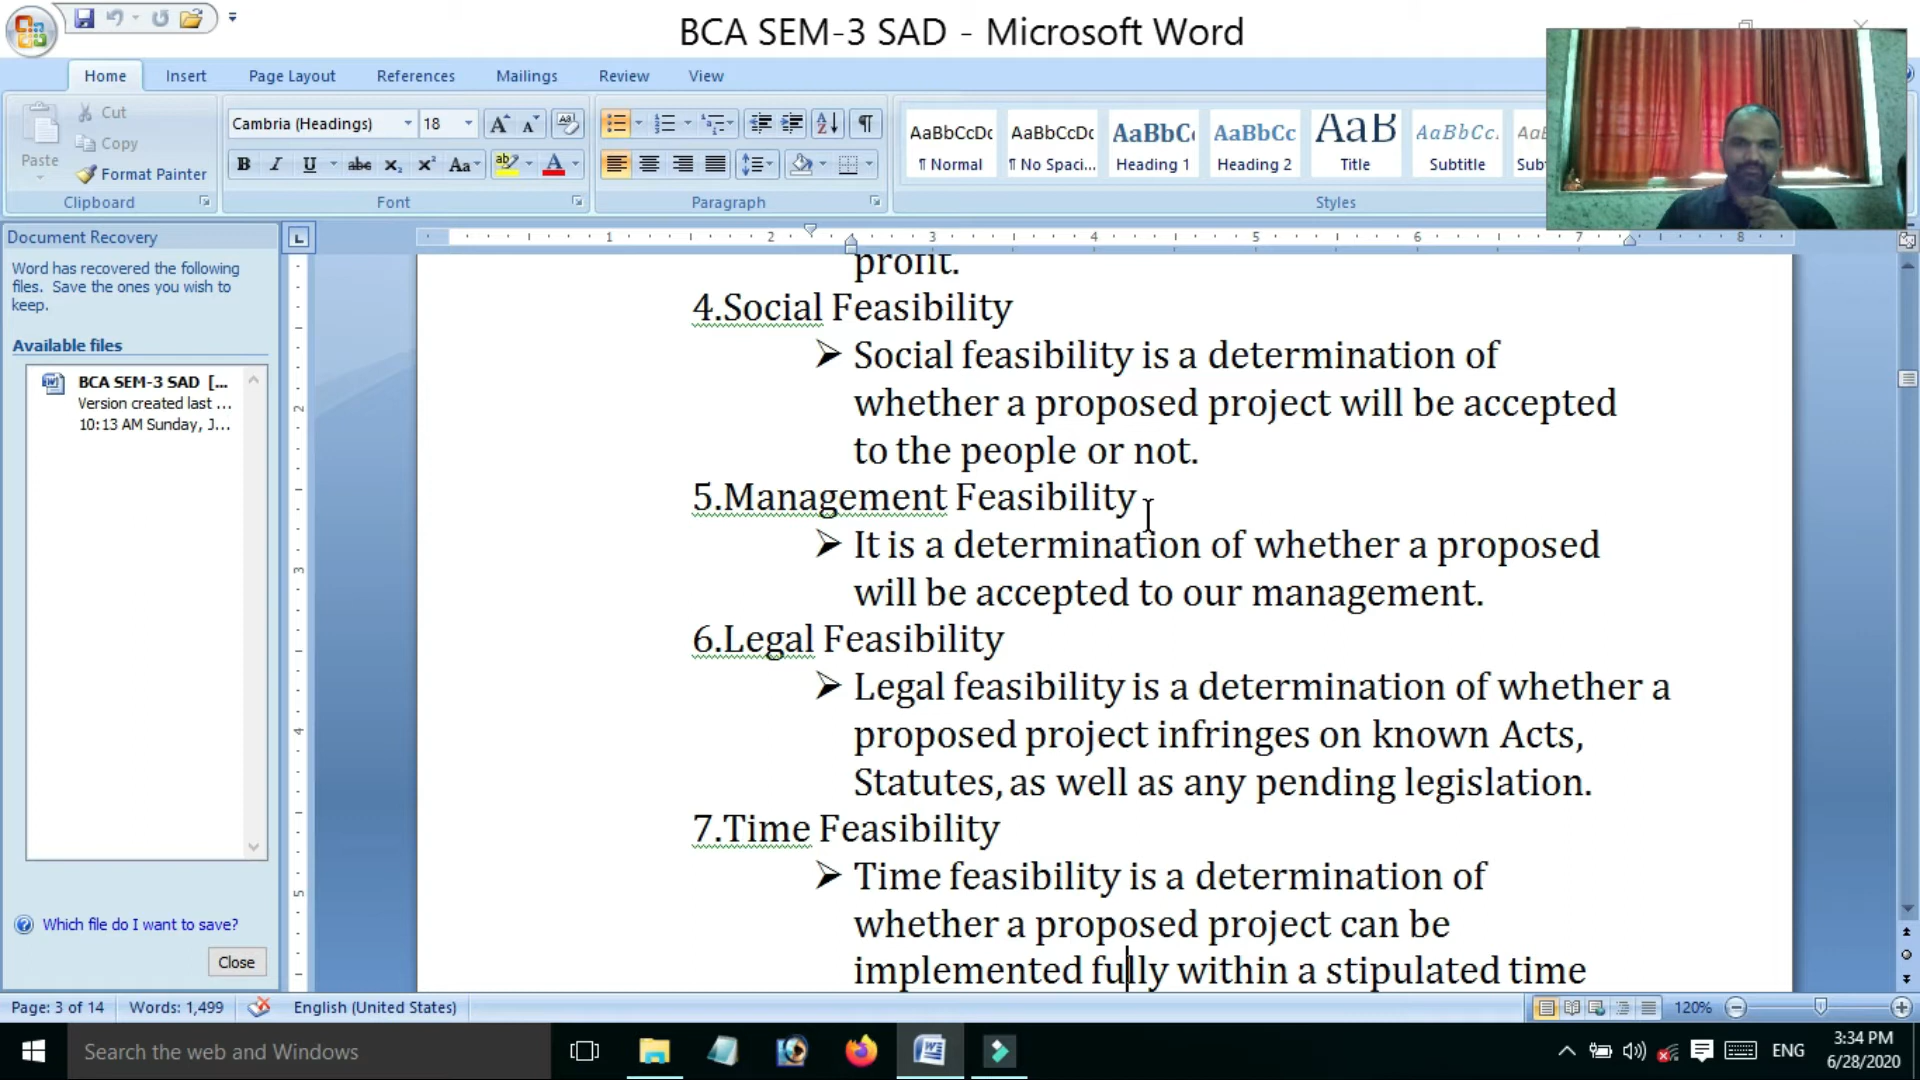 BCA SEM-3 SAD - Microsoft Word
Home Insert Page Layout References Mailings Review View
Paste
Cut
Copy
Format Painter
Clipboard
Cambria (Headings) 18
Font
Paragraph
AaBbCcDc AaBbCcDc AaBbC AaBbCc AaB AaBbCc.
¶ Normal ¶ No Spaci... Heading 1 Heading 2 Title Subtitle
Styles
Document Recovery
Word has recovered the following
files. Save the ones you wish to
keep.
Available files
BCA SEM-3 SAD [...
Version created last ...
10:13 AM Sunday, J...
Which file do I want to save?
Close
profit.
4.Social Feasibility
➢ Social feasibility is a determination of
whether a proposed project will be accepted
to the people or not.
5.Management Feasibility
➢ It is a determination of whether a proposed
will be accepted to our management.
6.Legal Feasibility
➢ Legal feasibility is a determination of whether a
proposed project infringes on known Acts,
Statutes, as well as any pending legislation.
7.Time Feasibility
➢ Time feasibility is a determination of
whether a proposed project can be
implemented fully within a stipulated time
Page: 3 of 14 Words: 1,499 English (United States) 120%
Search the web and Windows
ENG
3:34 PM
6/28/2020